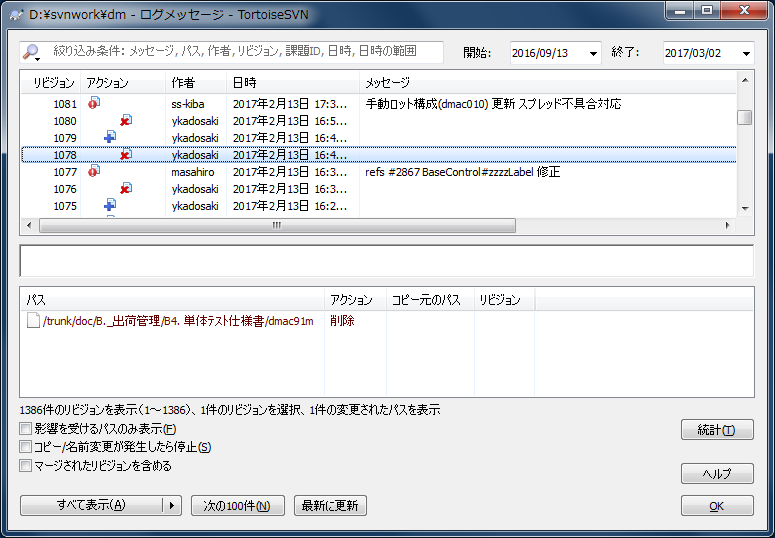 D:¥svnwork¥dm - ログメッセージ - TortoiseSVN
絞り込み条件: メッセージ, パス, 作者, リビジョン, 課題ID, 日時, 日時の範囲 開始: 2016/09/13 終了: 2017/03/02
リビジョン アクション 作者 日時 メッセージ
1081 ss-kiba 2017年2月13日 17:3... 手動ロット構成(dmac010) 更新 スプレッド不具合対応
1080 ykadosaki 2017年2月13日 16:5...
1079 ykadosaki 2017年2月13日 16:4...
1078 ykadosaki 2017年2月13日 16:4...
1077 masahiro 2017年2月13日 16:3... refs #2867 BaseControl#zzzzLabel 修正
1076 ykadosaki 2017年2月13日 16:3...
1075 ykadosaki 2017年2月13日 16:2...
パス アクション コピー元のパス リビジョン
/trunk/doc/B._出荷管理/B4. 単体テスト仕様書/dmac91m 削除
1386件のリビジョンを表示(1～1386)、1件のリビジョンを選択、1件の変更されたパスを表示
影響を受けるパスのみ表示(F)
統計(T)
コピー/名前変更が発生したら停止(S)
マージされたリビジョンを含める
ヘルプ
すべて表示(A) 次の100件(N) 最新に更新 OK